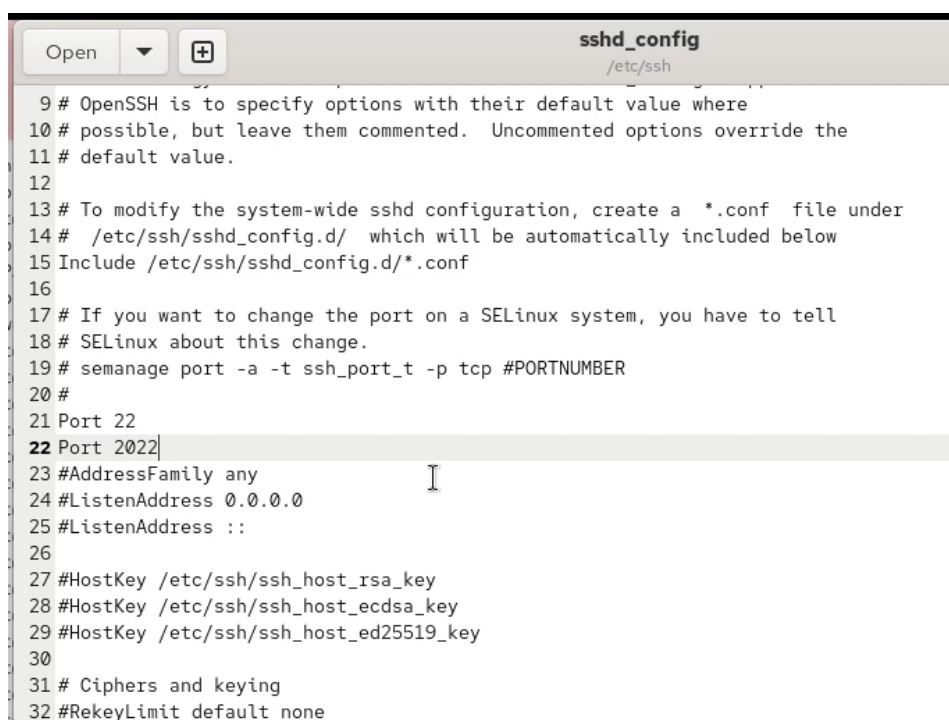 Open
sshd_config
/etc/ssh
9 # OpenSSH is to specify options with their default value where
10 # possible, but leave them commented.  Uncommented options override the
11 # default value.
12
13 # To modify the system-wide sshd configuration, create a  *.conf  file under
14 #  /etc/ssh/sshd_config.d/  which will be automatically included below
15 Include /etc/ssh/sshd_config.d/*.conf
16
17 # If you want to change the port on a SELinux system, you have to tell
18 # SELinux about this change.
19 # semanage port -a -t ssh_port_t -p tcp #PORTNUMBER
20 #
21 Port 22
22 Port 2022
23 #AddressFamily any
24 #ListenAddress 0.0.0.0
25 #ListenAddress ::
26
27 #HostKey /etc/ssh/ssh_host_rsa_key
28 #HostKey /etc/ssh/ssh_host_ecdsa_key
29 #HostKey /etc/ssh/ssh_host_ed25519_key
30
31 # Ciphers and keying
32 #RekeyLimit default none